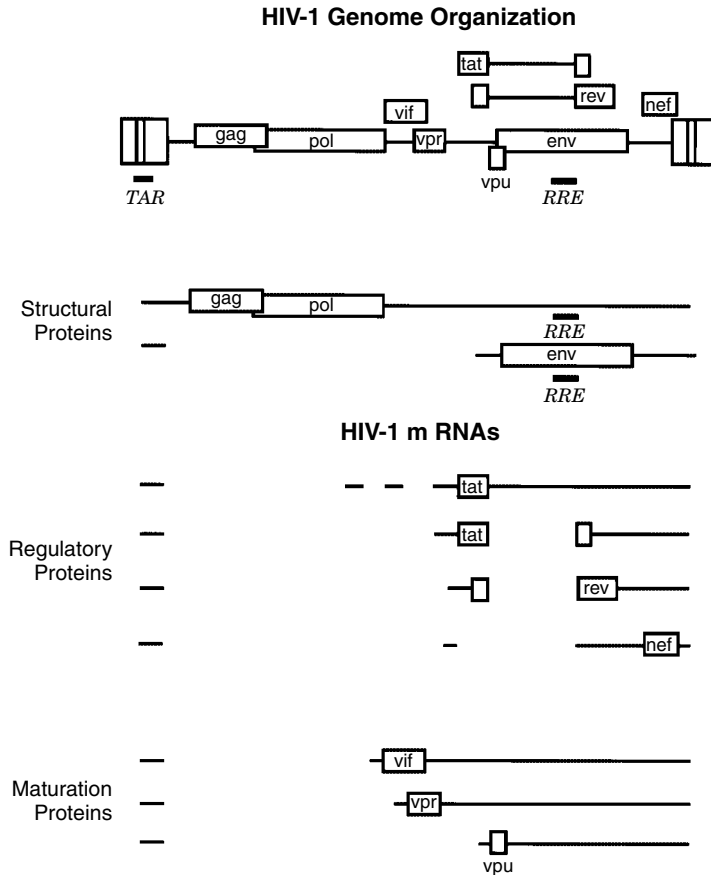 HIV-1 Genome Organization
tat
rev
nef
vif
gag
pol
vpr
env
vpu
TAR
RRE
Structural
Proteins
gag
pol
RRE
env
RRE
HIV-1 m RNAs
Regulatory
Proteins
tat
tat
rev
nef
Maturation
Proteins
vif
vpr
vpu